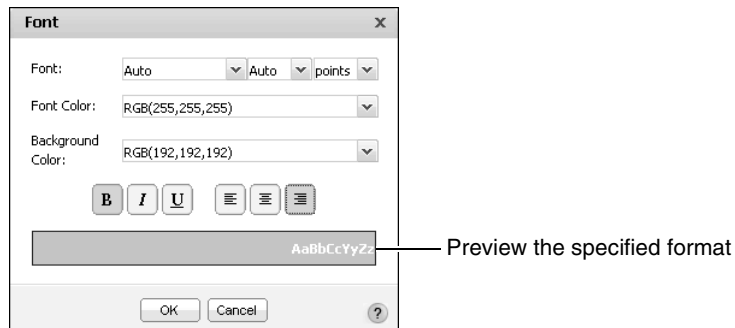 Font x
Font: Auto Auto points
Font Color: RGB(255,255,255)
Background
Color: RGB(192,192,192)
B I U
AaBbCcYyZz Preview the specified format
OK Cancel ?